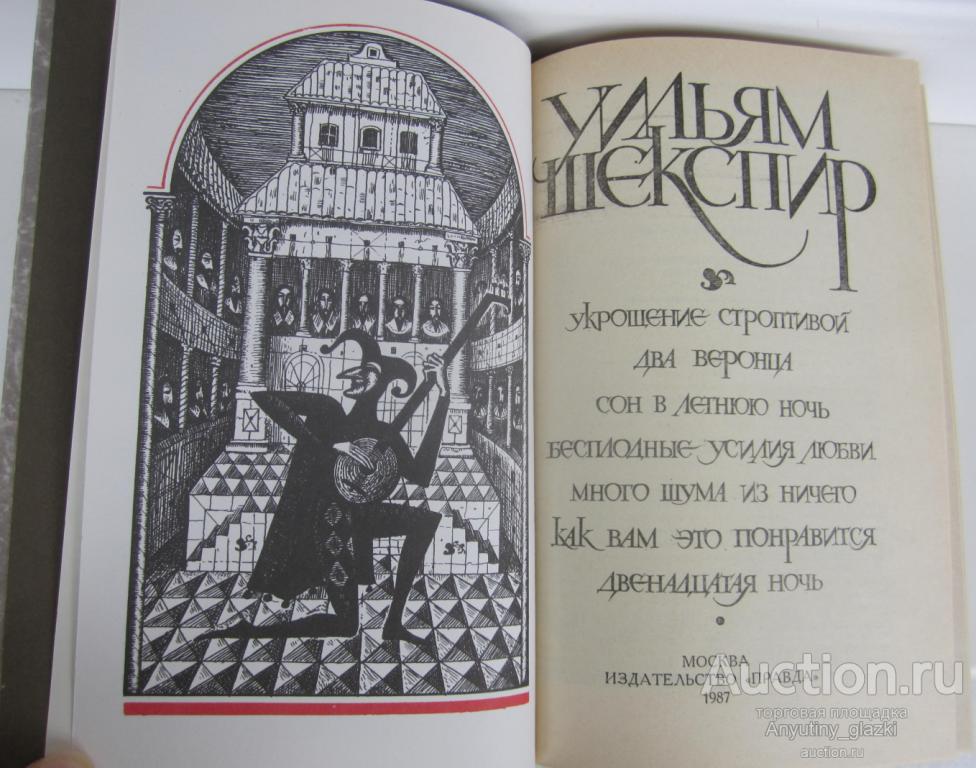 УИЛЬЯМ
ШЕКСПИР
УКРОЩЕНИЕ СТРОПТИВОЙ
ДВА ВЕРОНЦА
СОН В ЛЕТНЮЮ НОЧЬ
БЕСПЛОДНЫЕ УСИЛИЯ ЛЮБВИ
МНОГО ШУМА ИЗ НИЧЕГО
КАК ВАМ ЭТО ПОНРАВИТСЯ
ДВЕНАДЦАТАЯ НОЧЬ
МОСКВА
ИЗДАТЕЛЬСТВО «ПРАВДА»
1987
Auction.ru
торговая площадка
Anyutiny_glazki
auction.ru